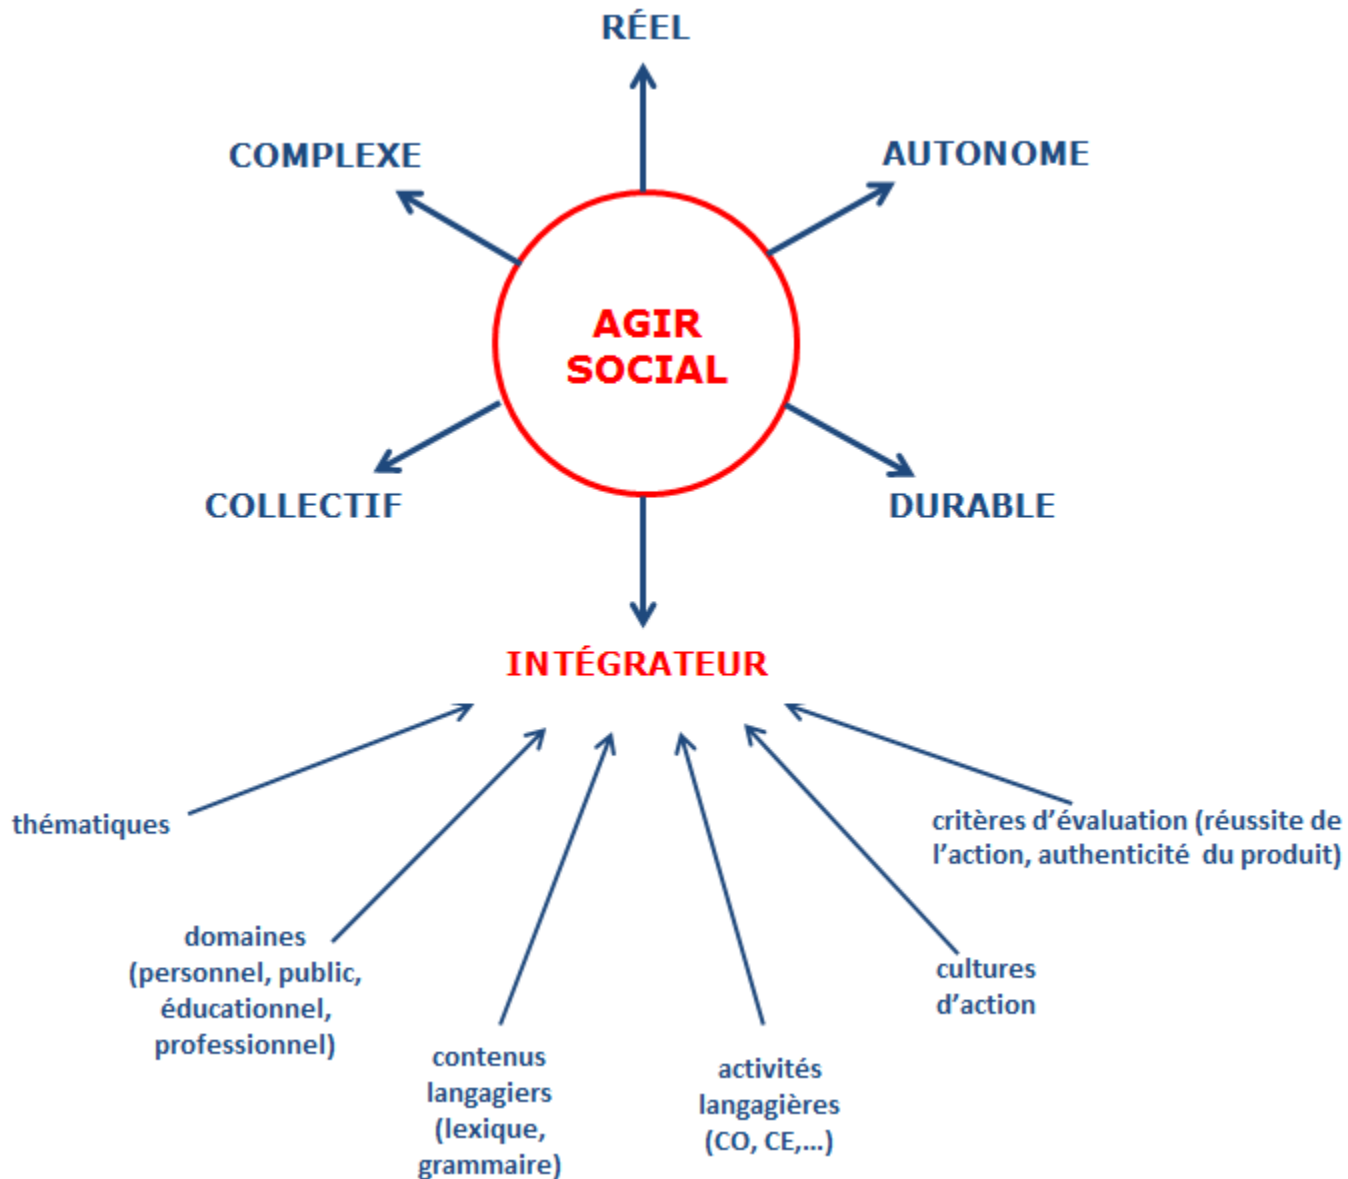 RÉEL
COMPLEXE
AUTONOME
AGIR
SOCIAL
COLLECTIF
DURABLE
INTÉGRATEUR
thématiques
critères d’évaluation (réussite de
l’action, authenticité du produit)
domaines
(personnel, public,
éducationnel,
professionnel)
cultures
d’action
contenus
langagiers
(lexique,
grammaire)
activités
langagières
(CO, CE,...)